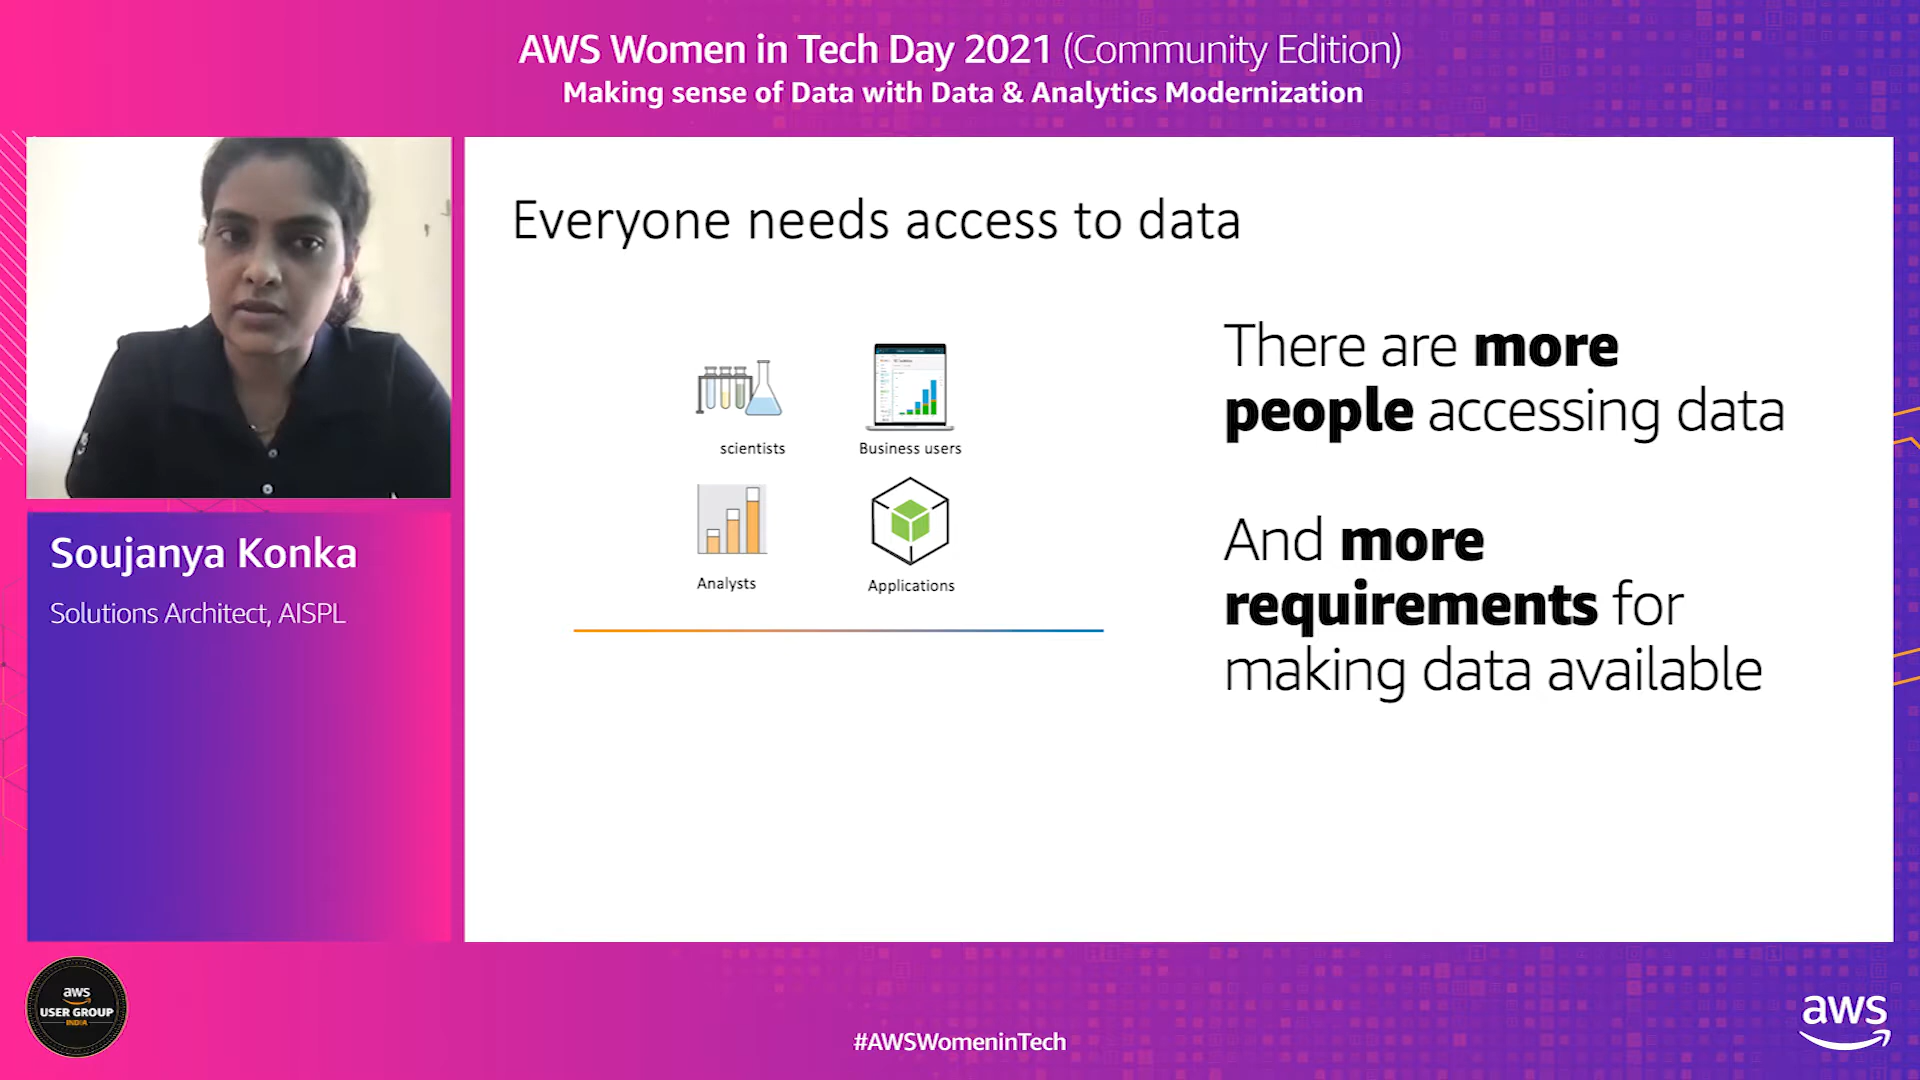 AWS Women in Tech Day 2021 (Community Edition)
Making sense of Data with Data & Analytics Modernization
Soujanya Konka
Solutions Architect, AISPL
Everyone needs access to data
scientists
Business users
Analysts
Applications
There are more
people accessing data
And more
requirements for
making data available
aws
USER GROUP
INDIA
#AWSWomeninTech
aws